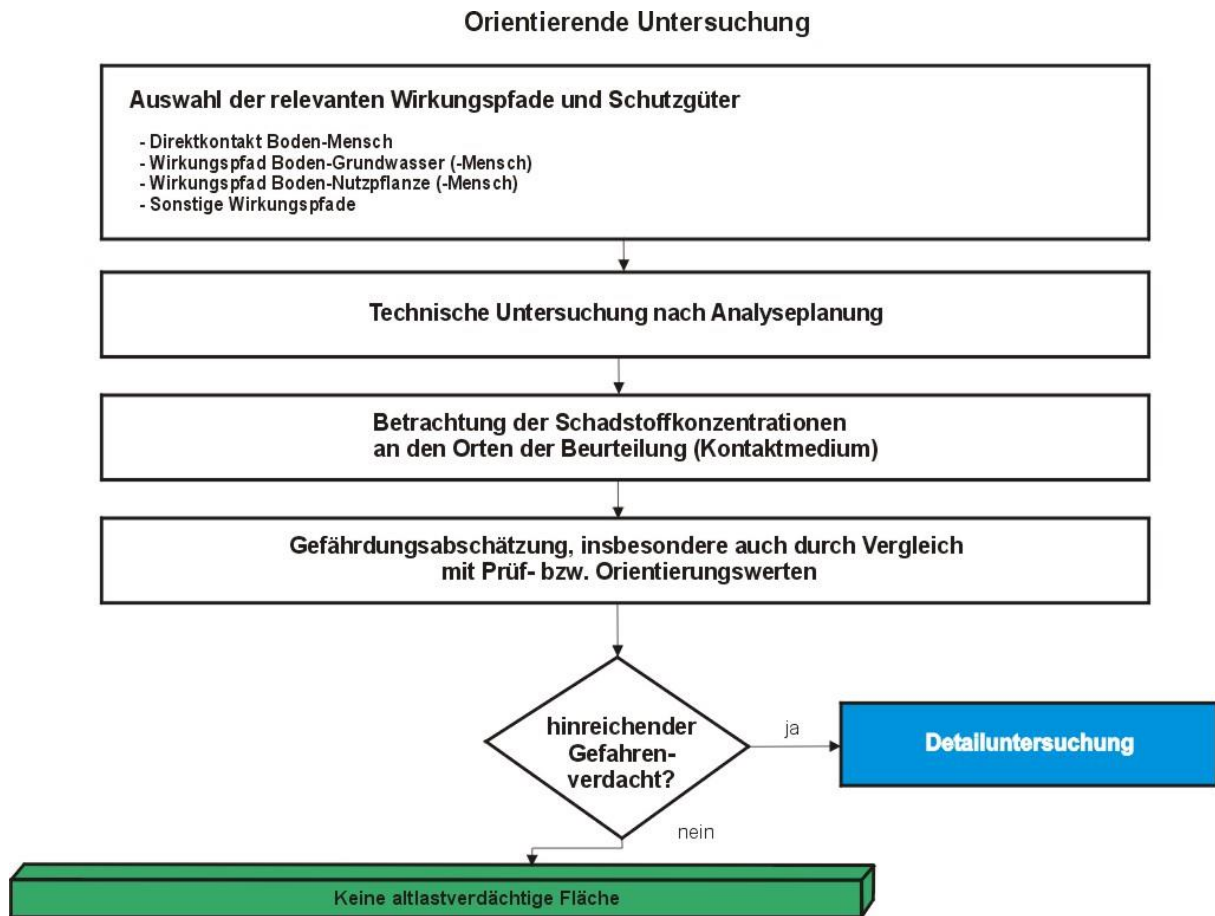 Orientierende Untersuchung
Auswahl der relevanten Wirkungspfade und Schutzgüter
- Direktkontakt Boden-Mensch
- Wirkungspfad Boden-Grundwasser (-Mensch)
- Wirkungspfad Boden-Nutzpflanze (-Mensch)
- Sonstige Wirkungspfade
Technische Untersuchung nach Analyseplanung
Betrachtung der Schadstoffkonzentrationen
an den Orten der Beurteilung (Kontaktmedium)
Gefährdungsabschätzung, insbesondere auch durch Vergleich
mit Prüf- bzw. Orientierungswerten
hinreichender
Gefahren-
verdacht?
ja
Detailuntersuchung
nein
Keine altlastverdächtige Fläche